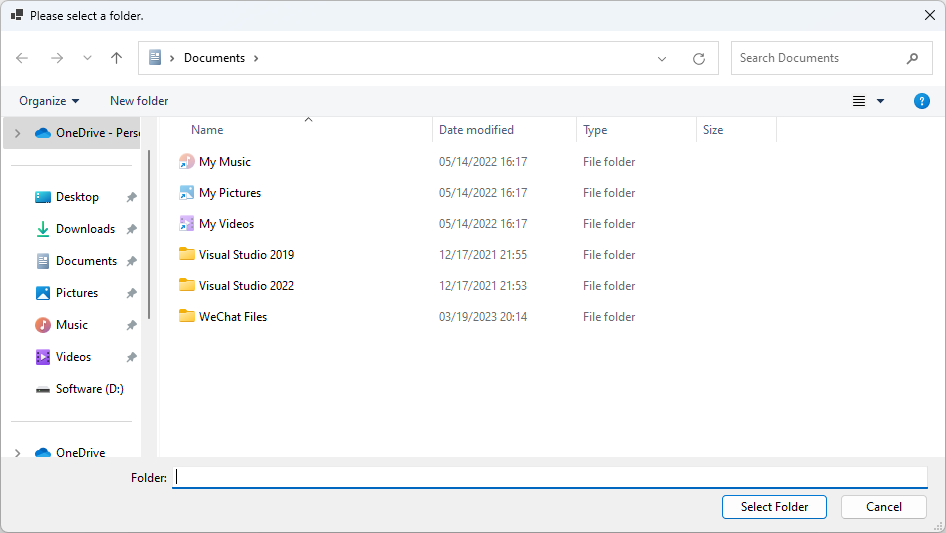 Please select a folder.
Documents
Search Documents
Organize New folder
Name Date modified Type Size
OneDrive - Perso
Desktop
Downloads
Documents
Pictures
Music
Videos
Software (D:)
OneDrive
My Music 05/14/2022 16:17 File folder
My Pictures 05/14/2022 16:17 File folder
My Videos 05/14/2022 16:17 File folder
Visual Studio 2019 12/17/2021 21:55 File folder
Visual Studio 2022 12/17/2021 21:53 File folder
WeChat Files 03/19/2023 20:14 File folder
Folder:
Select Folder Cancel